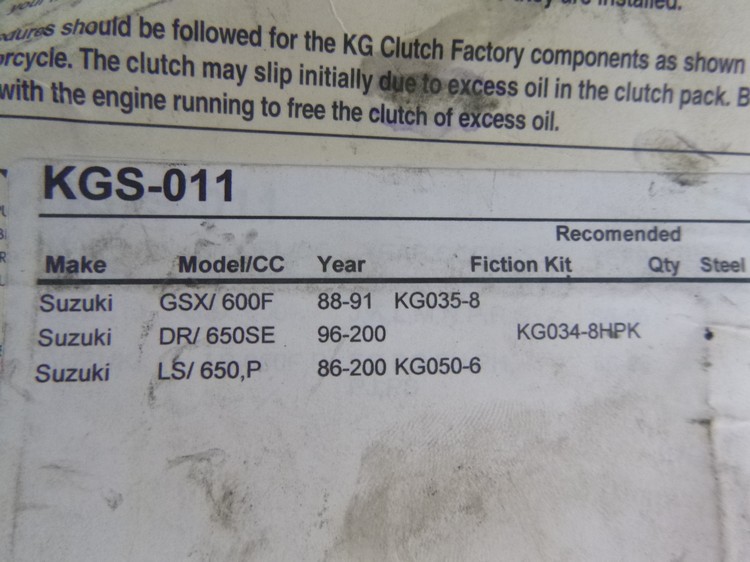 installed.
should be followed for the KG Clutch Factory components as shown
The clutch may slip initially due to excess oil in the clutch pack.
with the engine running to free the clutch of excess oil.
KGS-011
Recomended
Make Model/CC Year Fiction Kit Qty Steel
Suzuki GSX/ 600F 88-91 KG035-8
Suzuki DR/ 650SE 96-200 KG034-8HPK
Suzuki LS/ 650,P 86-200 KG050-6